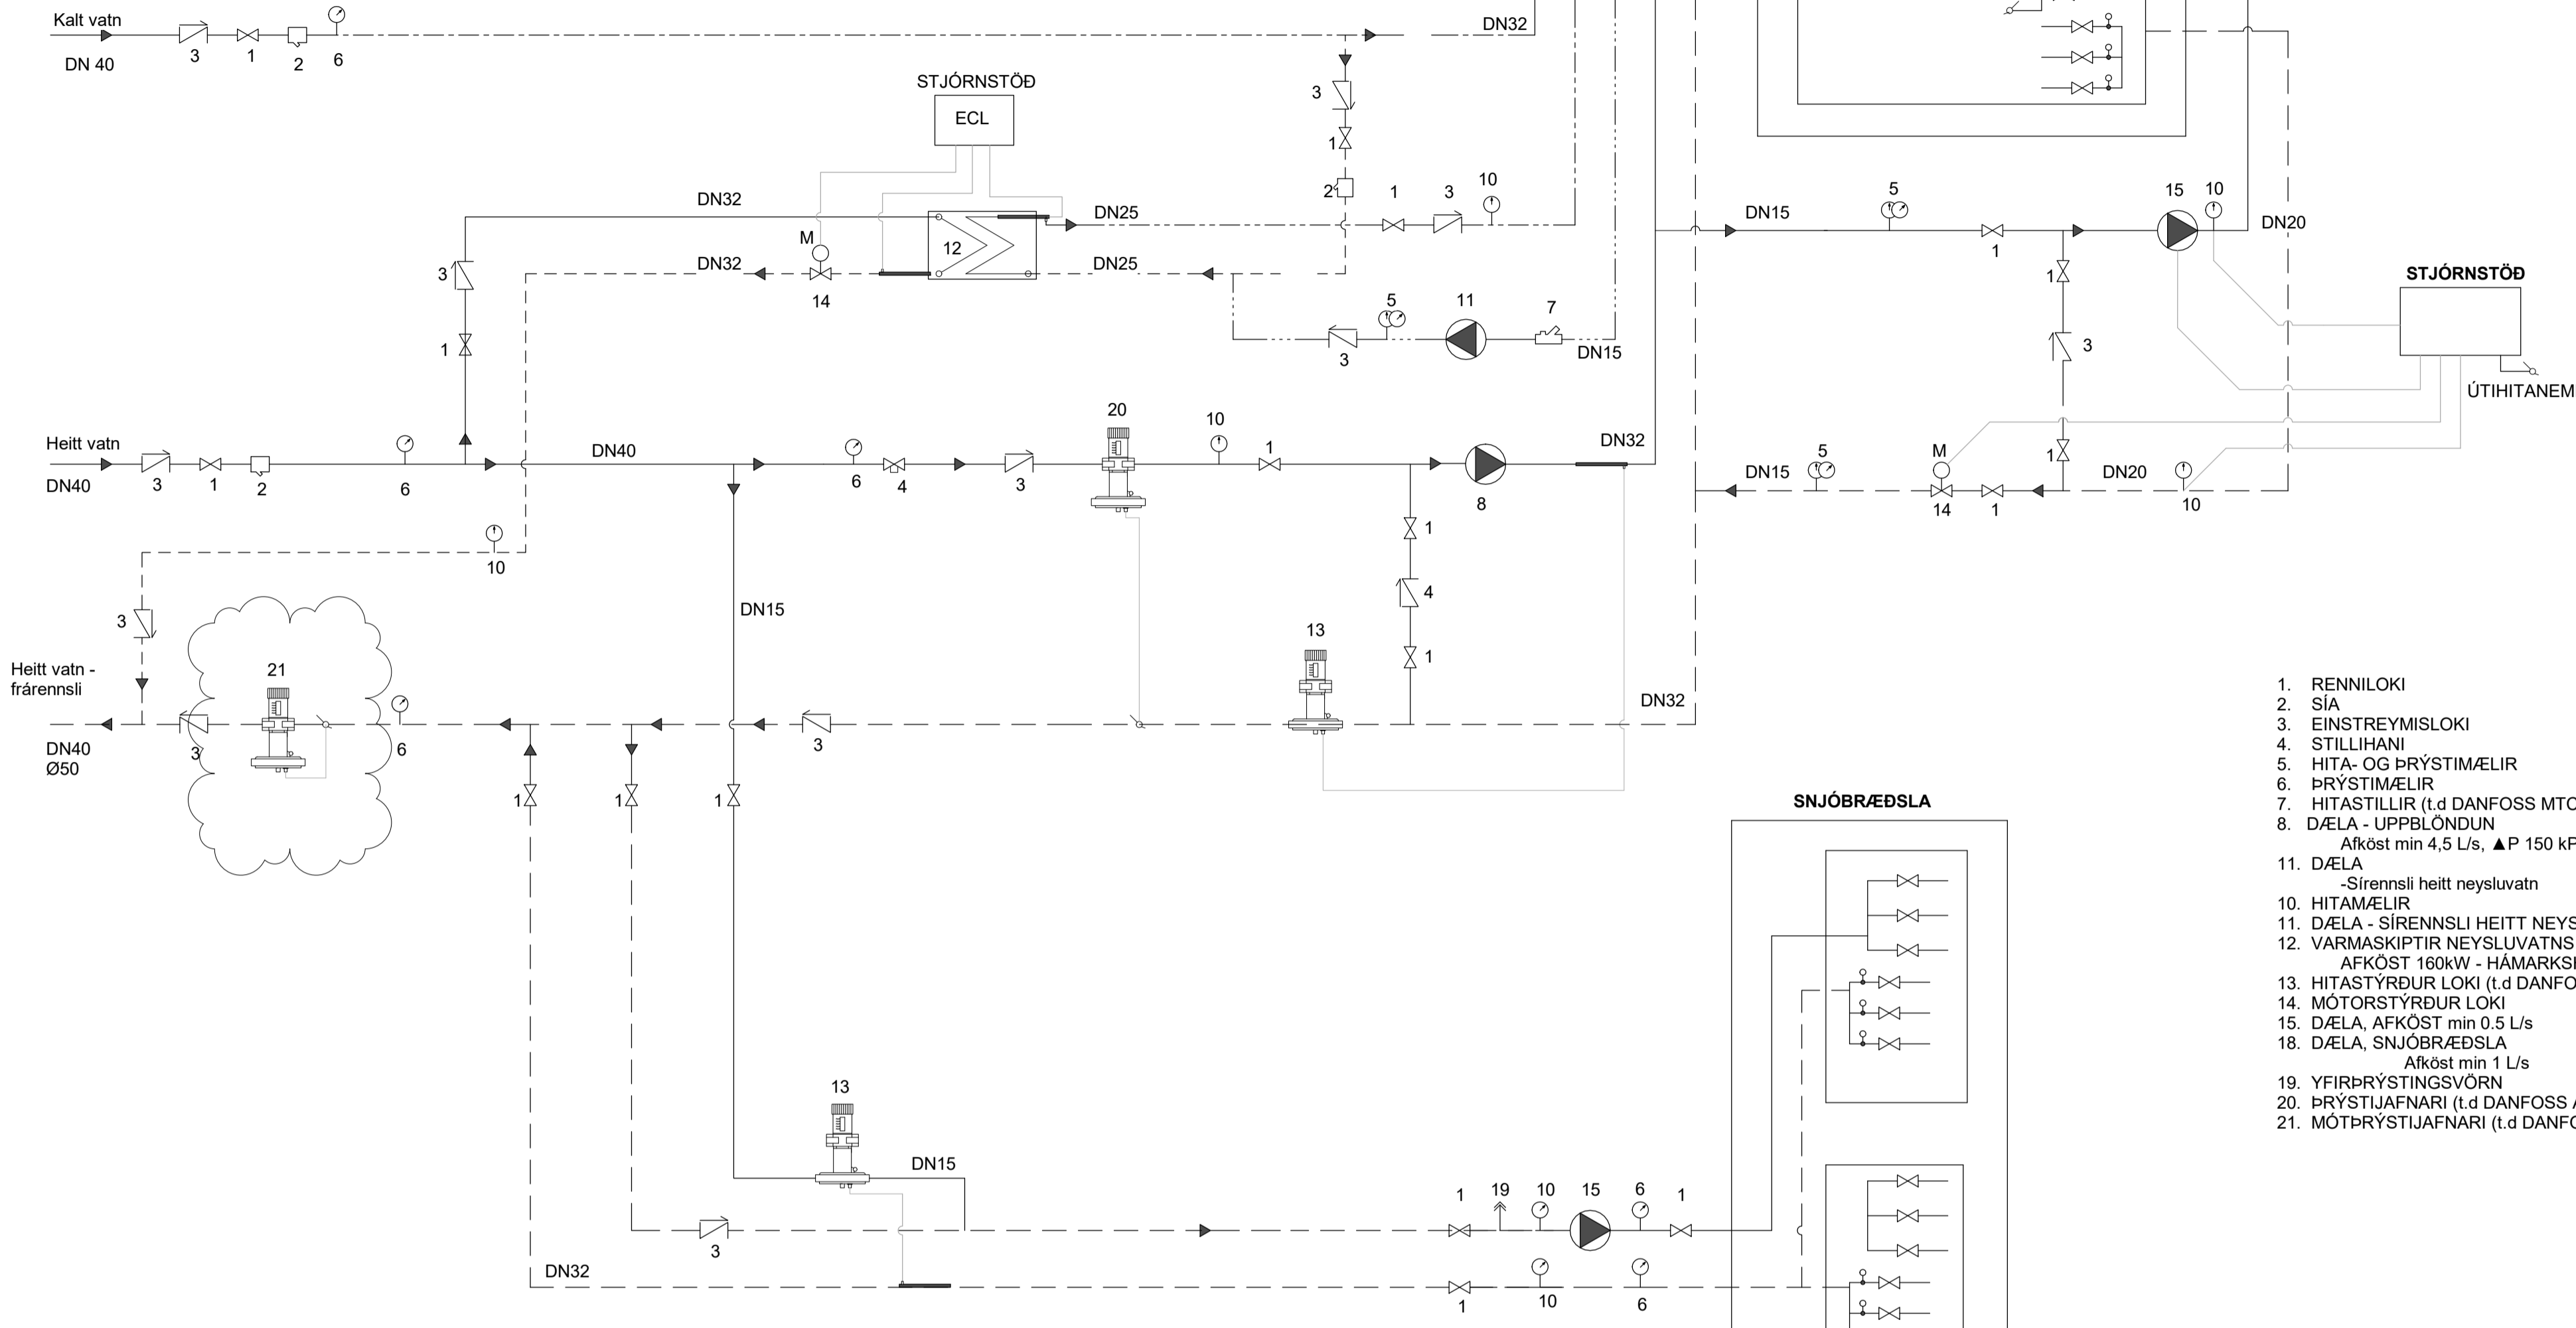 Kalt vatn
DN 40
3
1
2
6
DN32
STJÓRNSTÖÐ
ECL
3
1
2
1
3
10
DN32
12
DN25
M
14
DN32
DN25
3
1
5
11
7
3
DN15
DN15
5
1
15
10
DN20
1
3
1
STJÓRNSTÖÐ
ÚTIHITANEM
DN15
5
M
14
1
DN20
10
Heitt vatn
DN40
3
1
2
6
DN40
6
4
3
20
10
1
8
DN32
1
4
1
10
3
DN15
13
DN32
Heitt vatn -
frárennsli
DN40
Ø50
3
21
6
3
1
1
1
13
DN15
3
DN32
1
19
10
15
6
1
1
10
6
SNJÓBRÆÐSLA
1. RENNILOKI
2. SÍA
3. EINSTREYMISLOKI
4. STILLIHANI
5. HITA- OG ÞRÝSTIMÆLIR
6. ÞRÝSTIMÆLIR
7. HITASTILLIR (t.d DANFOSS MTC
8. DÆLA - UPPBLÖNDUN
Afköst min 4,5 L/s, ▲P 150 kP
11. DÆLA
-Sírennsli heitt neysluvatn
10. HITAMÆLIR
11. DÆLA - SÍRENNSLI HEITT NEYS
12. VARMASKIPTIR NEYSLUVATNS
AFKÖST 160kW - HÁMARKS
13. HITASTÝRÐUR LOKI (t.d DANFO
14. MÓTORSTÝRÐUR LOKI
15. DÆLA, AFKÖST min 0.5 L/s
18. DÆLA, SNJÓBRÆÐSLA
Afköst min 1 L/s
19. YFIRÞRÝSTINGSVÖRN
20. ÞRÝSTIJAFNARI (t.d DANFOSS A
21. MÓTÞRÝSTIJAFNARI (t.d DANFO